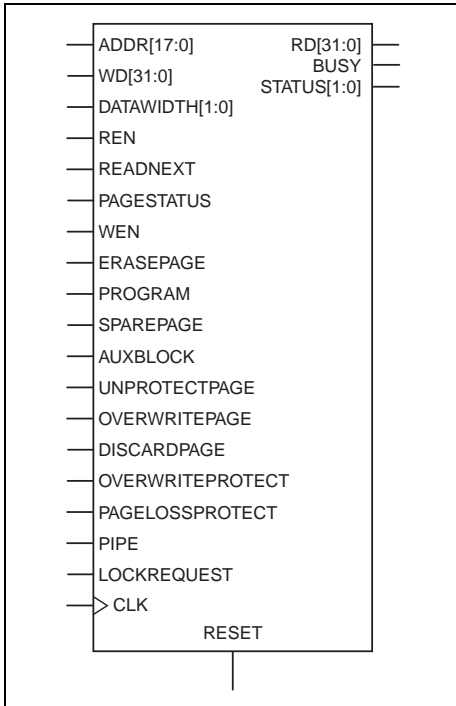 ADDR[17:0]
RD[31:0]
BUSY
WD[31:0]
STATUS[1:0]
DATAWIDTH[1:0]
REN
READNEXT
PAGESTATUS
WEN
ERASEPAGE
PROGRAM
SPAREPAGE
AUXBLOCK
UNPROTECTPAGE
OVERWRITEPAGE
DISCARDPAGE
OVERWRITEPROTECT
PAGELOSSPROTECT
PIPE
LOCKREQUEST
CLK
RESET